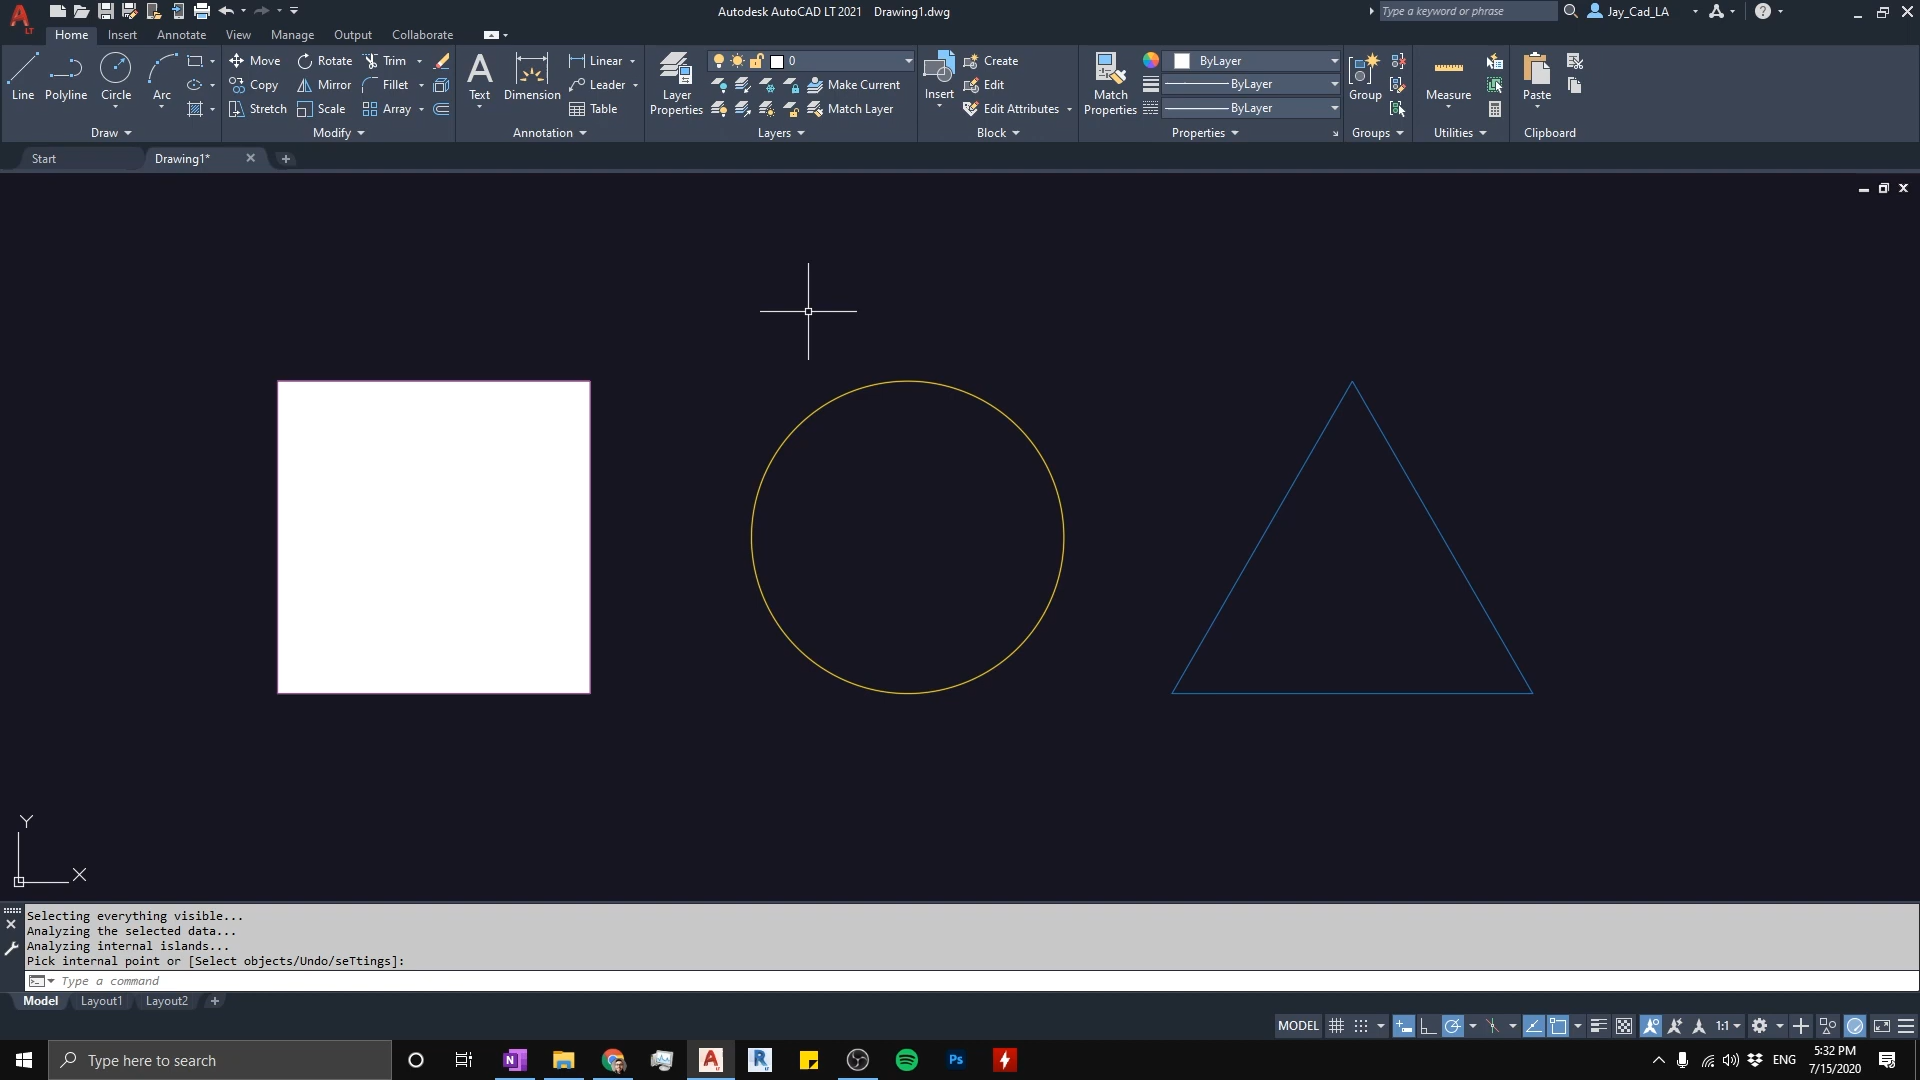 Autodesk AutoCAD LT 2021 Drawing1.dwg
Type a keyword or phrase
Jay_Cad_LA
Home Insert Annotate View Manage Output Collaborate
Line Polyline Circle Arc
Draw
Move Rotate Trim
Copy Mirror Fillet
Stretch Scale Array
Modify
Text Dimension
Linear
Leader
Table
Annotation
Layer
Properties
0
Make Current
Match Layer
Layers
Insert
Create
Edit
Edit Attributes
Block
Match
Properties
ByLayer
ByLayer
ByLayer
Properties
Group
Groups
Measure
Utilities
Paste
Clipboard
Start Drawing1*
Y
X
Selecting everything visible...
Analyzing the selected data...
Analyzing internal islands...
Pick internal point or [Select objects/Undo/seTtings]:
Type a command
Model Layout1 Layout2
MODEL 1:1
Type here to search
ENG
5:32 PM
7/15/2020